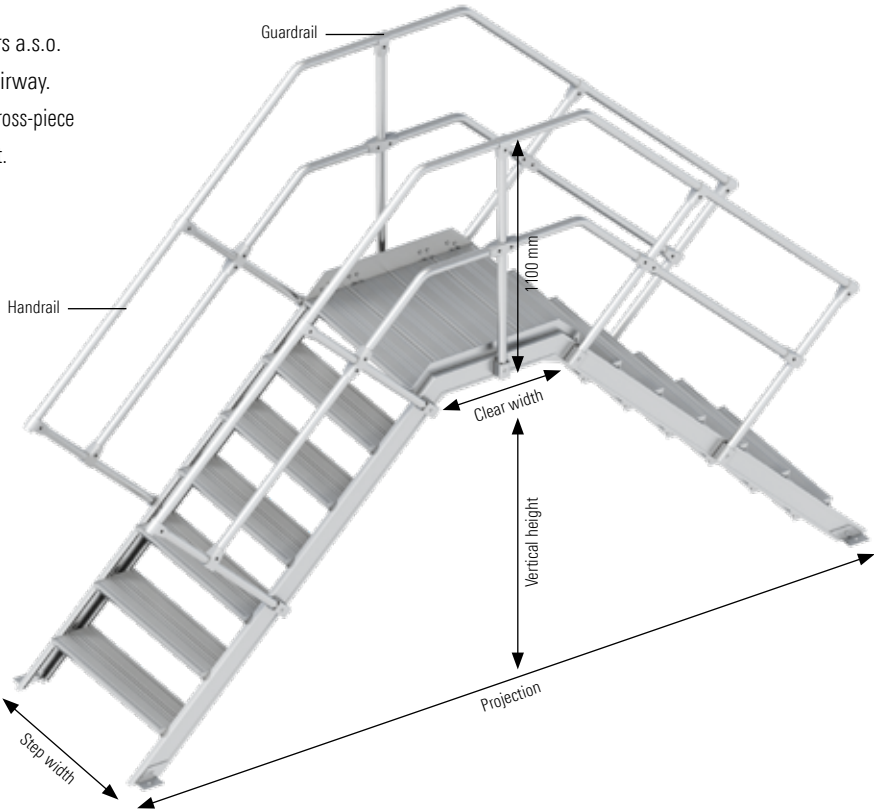 rs a.s.o.
irway.
ross-piece
t.
Guardrail
Handrail
1100 mm
Clear width
Vertical height
Projection
Step width